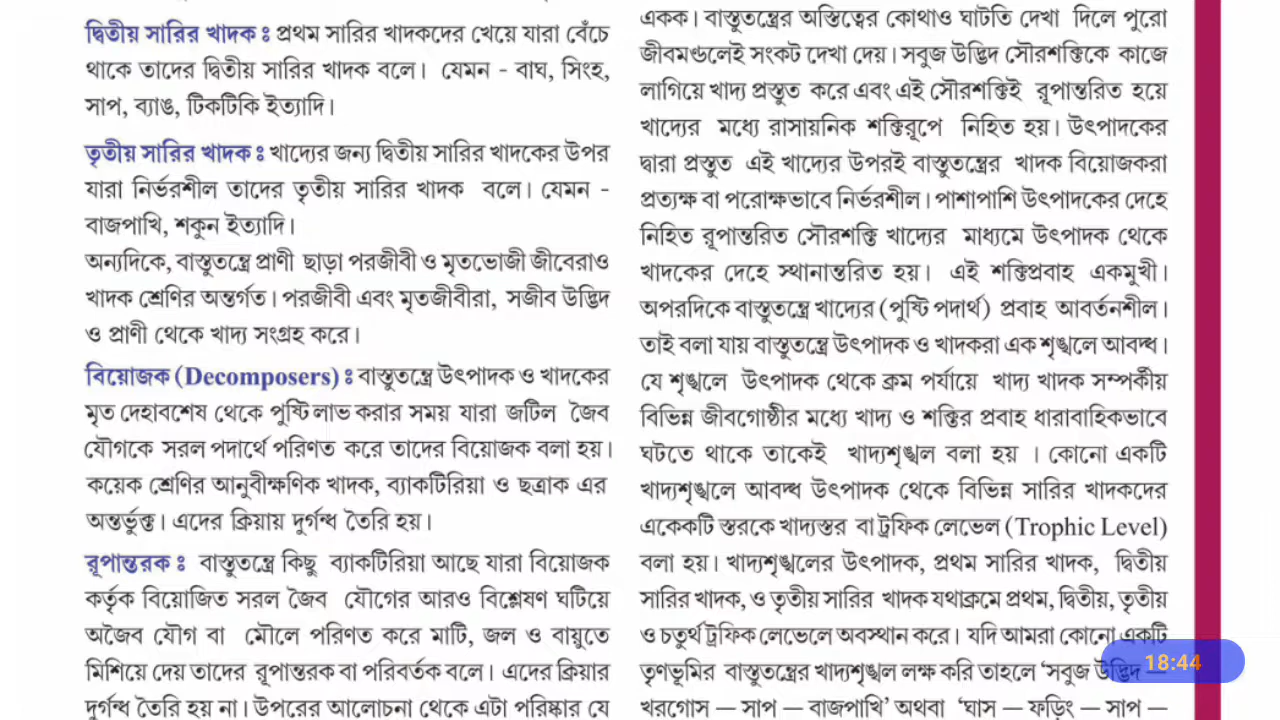 দ্বিতীয় সারির খাদক ঃ প্রথম সারির খাদকদের খেয়ে যারা বেঁচে
থাকে তাদের দ্বিতীয় সারির খাদক বলে। যেমন - বাঘ, সিংহ,
সাপ, ব্যাঙ, টিকটিকি ইত্যাদি।
তৃতীয় সারির খাদক ঃ খাদ্যের জন্য দ্বিতীয় সারির খাদকের উপর
যারা নির্ভরশীল তাদের তৃতীয় সারির খাদক বলে। যেমন -
বাজপাখি, শকুন ইত্যাদি।
অন্যদিকে, বাস্তুতন্ত্রে প্রাণী ছাড়া পরজীবী ও মৃতভোজী জীবেরাও
খাদক শ্রেণির অন্তর্গত। পরজীবী এবং মৃতজীবীরা, সজীব উদ্ভিদ
ও প্রাণী থেকে খাদ্য সংগ্রহ করে।
বিয়োজক (Decomposers) ঃ বাস্তুতন্ত্রে উৎপাদক ও খাদকের
মৃত দেহাবশেষ থেকে পুষ্টি লাভ করার সময় যারা জটিল জৈব
যৌগকে সরল পদার্থে পরিণত করে তাদের বিয়োজক বলা হয়।
কয়েক শ্রেণির আনুবীক্ষণিক খাদক, ব্যাকটিরিয়া ও ছত্রাক এর
অন্তর্ভুক্ত। এদের ক্রিয়ায় দুর্গন্ধ তৈরি হয়।
রূপান্তরক ঃ বাস্তুতন্ত্রে কিছু ব্যাকটিরিয়া আছে যারা বিয়োজক
কর্তৃক বিয়োজিত সরল জৈব যৌগের আরও বিশ্লেষণ ঘটিয়ে
অজৈব যৌগ বা মৌলে পরিণত করে মাটি, জল ও বায়ুতে
মিশিয়ে দেয় তাদের রূপান্তরক বা পরিবর্তক বলে। এদের ক্রিয়ার
দুর্গন্ধ তৈরি হয় না। উপরের আলোচনা থেকে এটা পরিষ্কার যে
একক। বাস্তুতন্ত্রের অস্তিত্বের কোথাও ঘাটতি দেখা দিলে পুরো
জীবমণ্ডলেই সংকট দেখা দেয়। সবুজ উদ্ভিদ সৌরশক্তিকে কাজে
লাগিয়ে খাদ্য প্রস্তুত করে এবং এই সৌরশক্তিই রূপান্তরিত হয়ে
খাদ্যের মধ্যে রাসায়নিক শক্তিরূপে নিহিত হয়। উৎপাদকের
দ্বারা প্রস্তুত এই খাদ্যের উপরই বাস্তুতন্ত্রের খাদক বিয়োজকরা
প্রত্যক্ষ বা পরোক্ষভাবে নির্ভরশীল। পাশাপাশি উৎপাদকের দেহে
নিহিত রূপান্তরিত সৌরশক্তি খাদ্যের মাধ্যমে উৎপাদক থেকে
খাদকের দেহে স্থানান্তরিত হয়। এই শক্তিপ্রবাহ একমুখী।
অপরদিকে বাস্তুতন্ত্রে খাদ্যের (পুষ্টি পদার্থ) প্রবাহ আবর্তনশীল।
তাই বলা যায় বাস্তুতন্ত্রে উৎপাদক ও খাদকরা এক শৃঙ্খলে আবদ্ধ।
যে শৃঙ্খলে উৎপাদক থেকে ক্রম পর্যায়ে খাদ্য খাদক সম্পর্কীয়
বিভিন্ন জীবগোষ্ঠীর মধ্যে খাদ্য ও শক্তির প্রবাহ ধারাবাহিকভাবে
ঘটতে থাকে তাকেই খাদ্যশৃঙ্খল বলা হয় । কোনো একটি
খাদ্যশৃঙ্খলে আবদ্ধ উৎপাদক থেকে বিভিন্ন সারির খাদকদের
একেকটি স্তরকে খাদ্যস্তর বা ট্রফিক লেভেল (Trophic Level)
বলা হয়। খাদ্যশৃঙ্খলের উৎপাদক, প্রথম সারির খাদক, দ্বিতীয়
সারির খাদক, ও তৃতীয় সারির খাদক যথাক্রমে প্রথম, দ্বিতীয়, তৃতীয়
ও চতুর্থ ট্রফিক লেভেলে অবস্থান করে। যদি আমরা কোনো একটি
তৃণভূমির বাস্তুতন্ত্রের খাদ্যশৃঙ্খল লক্ষ করি তাহলে ‘সবুজ উদ্ভিদ —
খরগোস — সাপ — বাজপাখি’ অথবা ‘ঘাস — ফড়িং — সাপ —
18:44